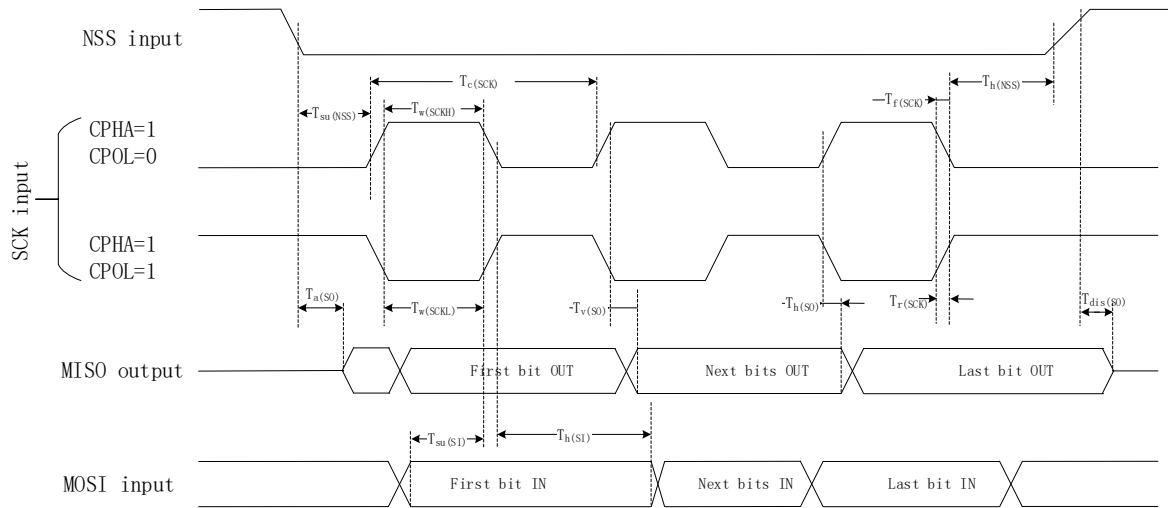 NSS input
Tc(SCK)
Th(NSS)
Tf(SCK)
Tsu(NSS)
Tw(SCKH)
CPHA=1
CPOL=0
SCK input
CPHA=1
CPOL=1
Ta(SO)
Tw(SCKL)
Tv(SO)
Th(SO)
Tr(SCK)
Tdis(SO)
MISO output
First bit OUT
Next bits OUT
Last bit OUT
Tsu(SI)
Th(SI)
MOSI input
First bit IN
Next bits IN
Last bit IN